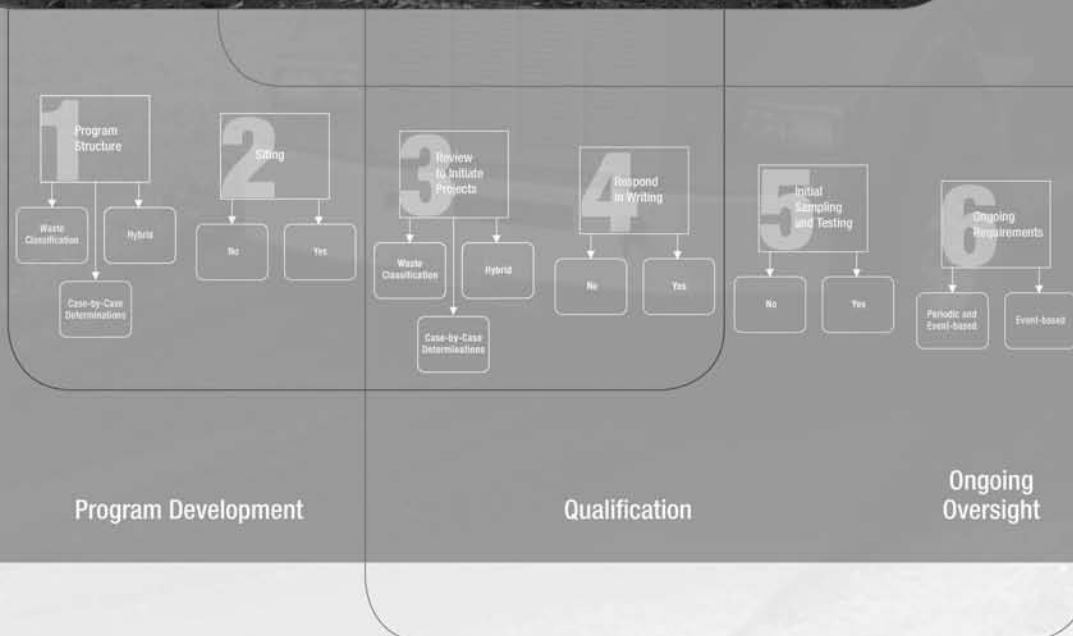 1
Program
Structure
Waste
Classification
Hybrid
Case-by-Case
Determinations
2
Siting
No
Yes
3
Review
to Initiate
Projects
Waste
Classification
Hybrid
Case-by-Case
Determinations
4
Respond
in Writing
No
Yes
5
Initial
Sampling
and Testing
No
Yes
6
Ongoing
Requirements
Periodic and
Event-based
Event-based
Program Development
Qualification
Ongoing
Oversight